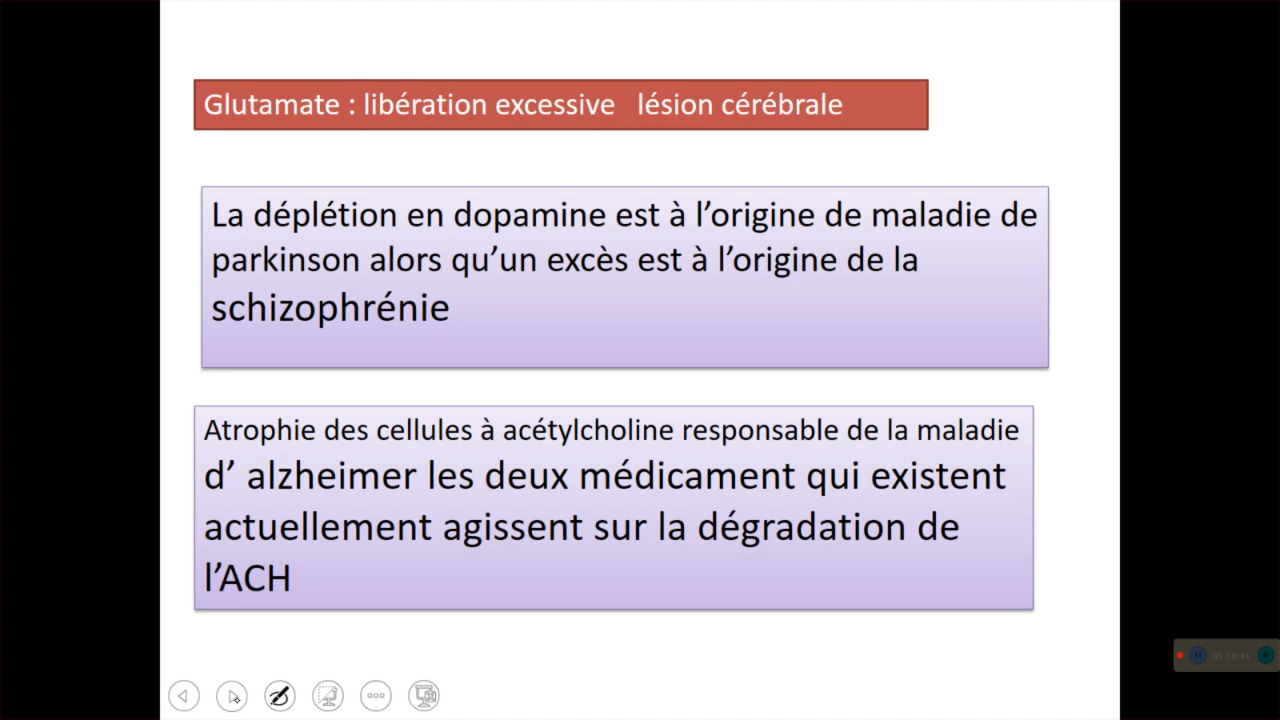 Glutamate : libération excessive lésion cérébrale
La déplétion en dopamine est à l’origine de maladie de
parkinson alors qu’un excès est à l’origine de la
schizophrénie
Atrophie des cellules à acétylcholine responsable de la maladie
d’ alzheimer les deux médicament qui existent
actuellement agissent sur la dégradation de
l’ACH